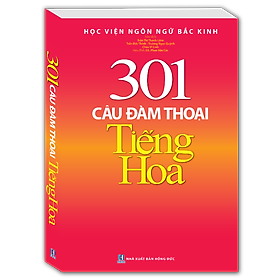 HỌC VIỆN NGÔN NGỮ BẮC KINH
301
CÂU ĐÀM THOẠI
Tiếng
Hoa
NHÀ XUẤT BẢN HỒNG ĐỨC
301 CÂU ĐÀM THOẠI
Tiếng Hoa